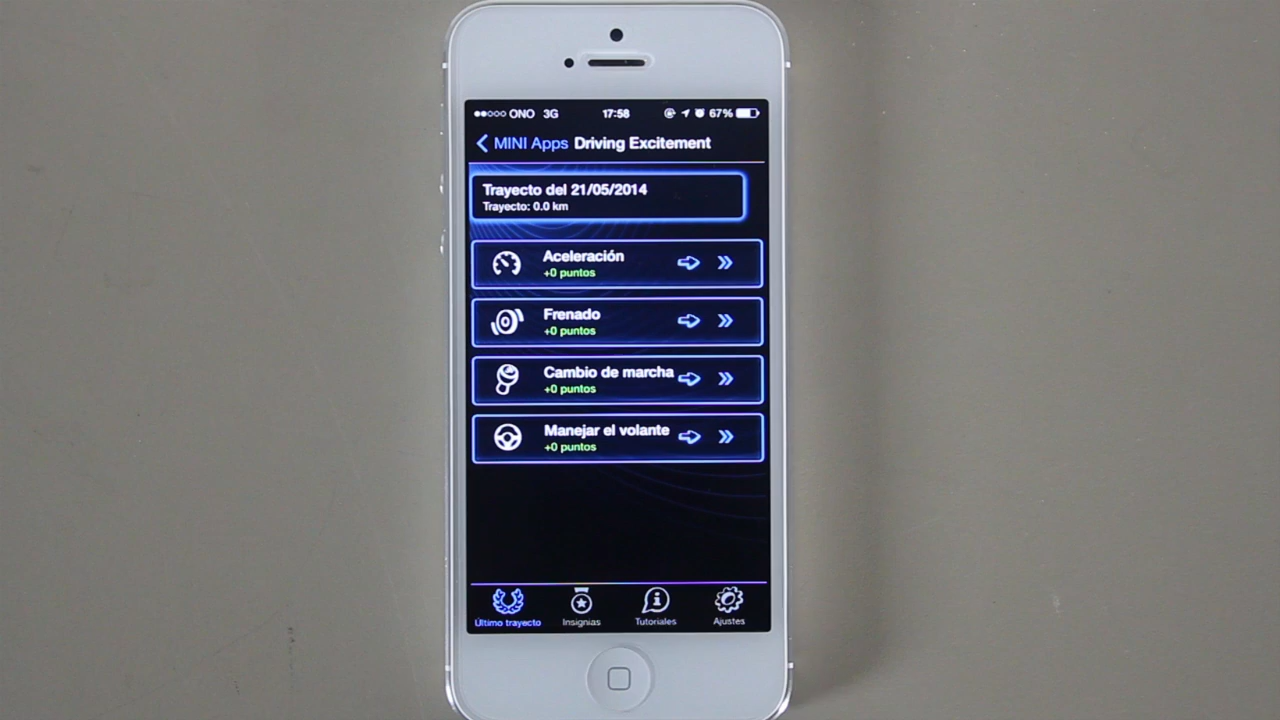 ONO 3G 17:58 67%
MINI Apps Driving Excitement
Trayecto del 21/05/2014
Trayecto: 0.0 km
Aceleración
+0 puntos
Frenado
+0 puntos
Cambio de marcha
+0 puntos
Manejar el volante
+0 puntos
Último trayecto Insignias Tutoriales Ajustes